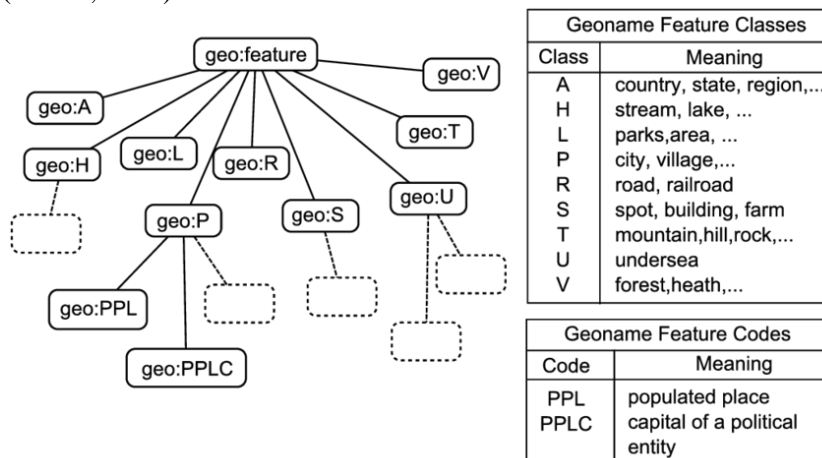 geo:feature
geo:V
geo:A
geo:T
geo:L
geo:H
geo:R
geo:U
geo:P
geo:S
geo:PPL
geo:PPLC
Geoname Feature Classes
Class Meaning
A country, state, region,...
H stream, lake, ...
L parks,area, ...
P city, village,...
R road, railroad
S spot, building, farm
T mountain,hill,rock,...
U undersea
V forest,heath,...
Geoname Feature Codes
Code Meaning
PPL populated place
PPLC capital of a political
entity